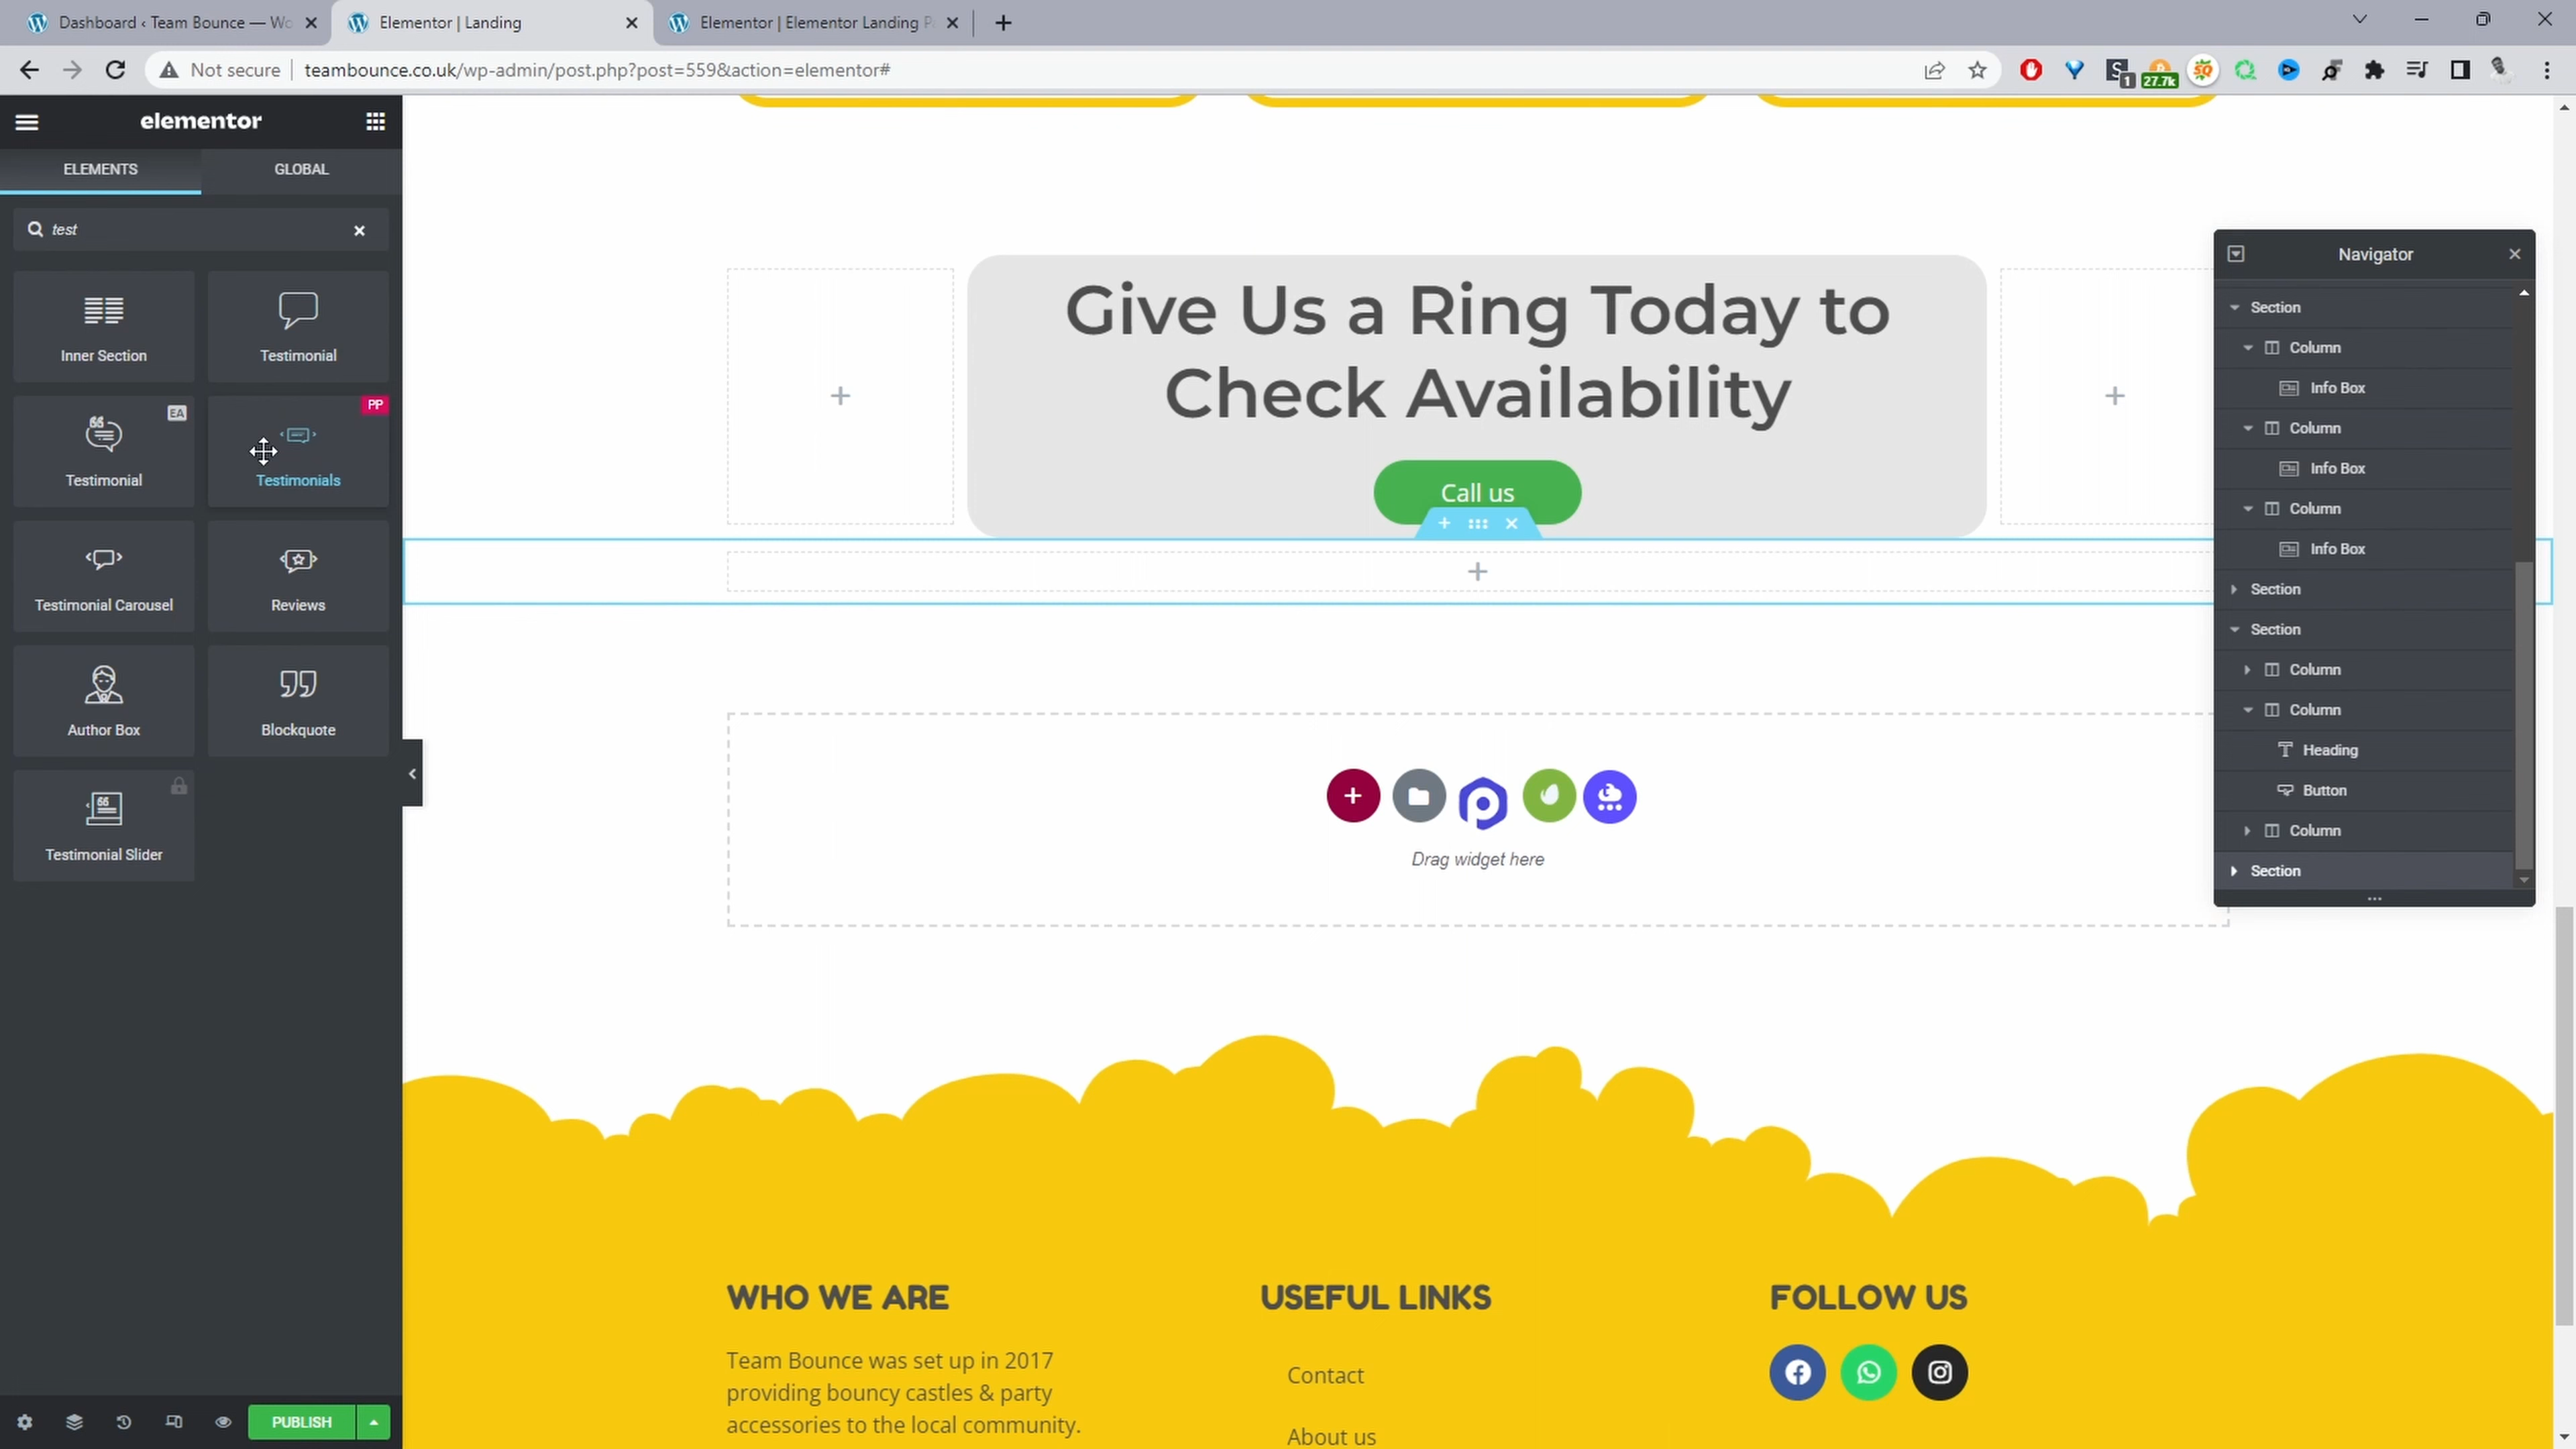 Dashboard ‹ Team Bounce — Wo
Elementor | Landing
Elementor | Elementor Landing P
Not secure
teambounce.co.uk/wp-admin/post.php?post=559&action=elementor#
1
27.7k
elementor
ELEMENTS
GLOBAL
test
Inner Section
Testimonial
EA
Testimonial
PP
Testimonials
Testimonial Carousel
Reviews
Author Box
Blockquote
Testimonial Slider
PUBLISH
Give Us a Ring Today to
Check Availability
Call us
Drag widget here
Navigator
Section
Column
Info Box
Column
Info Box
Column
Info Box
Section
Section
Column
Column
Heading
Button
Column
Section
WHO WE ARE
Team Bounce was set up in 2017
providing bouncy castles & party
accessories to the local community.
USEFUL LINKS
Contact
About us
FOLLOW US